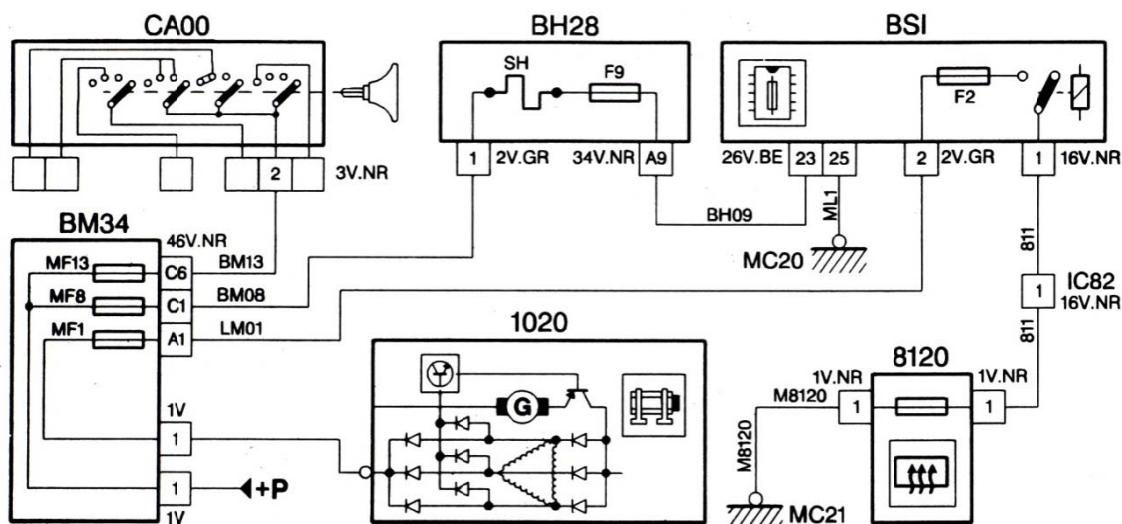 CA00
BH28
BSI
SH
F9
F2
2
3V.NR
1
2V.GR
34V.NR
A9
26V.BE
23
25
2
2V.GR
1
16V.NR
BH09
ML1
MC20
811
1
IC82
16V.NR
811
BM34
46V.NR
MF13
C6
BM13
MF8
C1
BM08
MF1
A1
LM01
1V
1
1
+P
1V
1020
G
8120
1V.NR
1V.NR
M8120
1
1
M8120
MC21